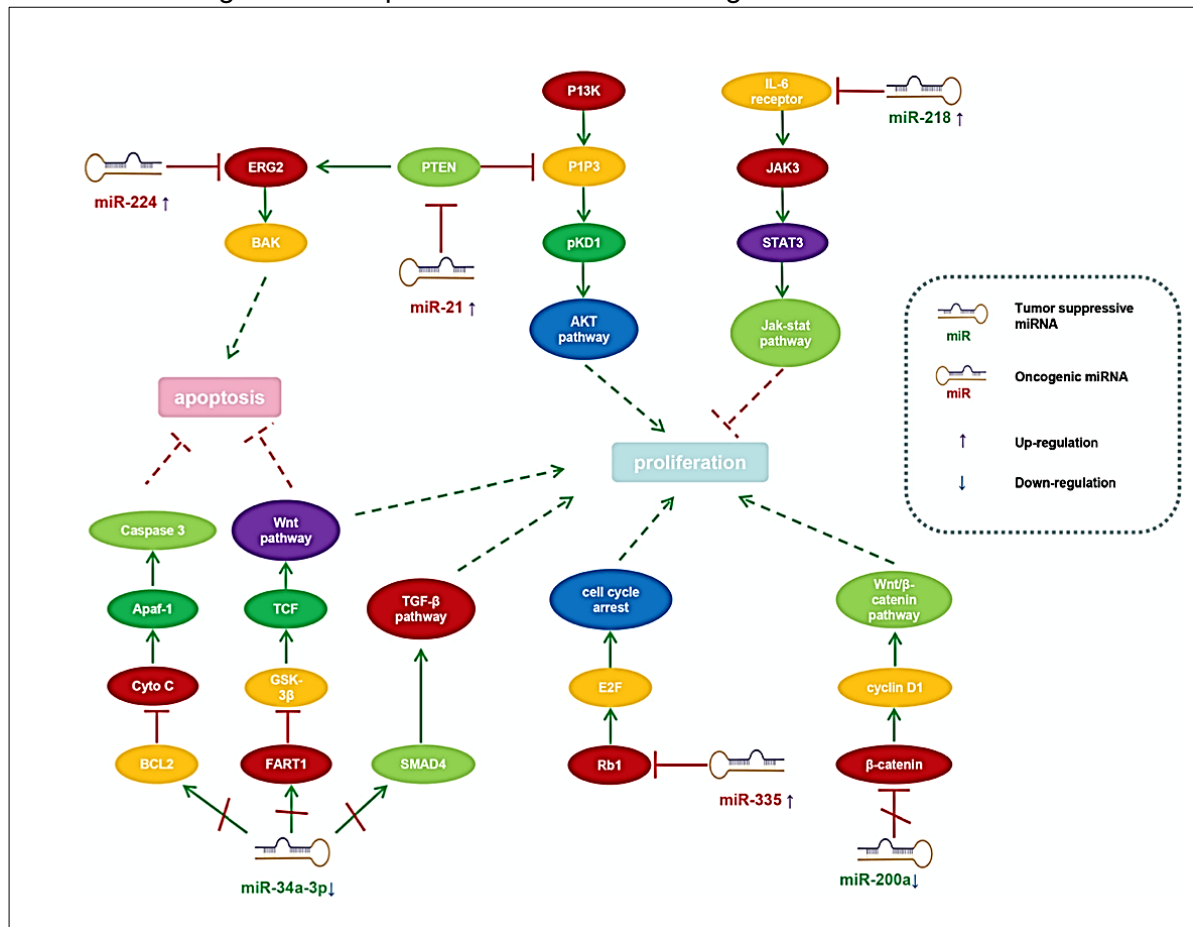 P13K
IL-6
receptor
miR-218 ↑
miR-224 ↑
ERG2
PTEN
P1P3
JAK3
BAK
miR-21 ↑
pKD1
STAT3
AKT
pathway
Jak-stat
pathway
apoptosis
proliferation
miR
Tumor suppressive
miRNA
miR
Oncogenic miRNA
↑ Up-regulation
↓ Down-regulation
Caspase 3
Wnt
pathway
Apaf-1
TCF
TGF-β
pathway
cell cycle
arrest
Wnt/β-
catenin
pathway
Cyto C
GSK-
3β
E2F
cyclin D1
BCL2
FART1
SMAD4
Rb1
β-catenin
miR-335 ↑
miR-34a-3p↓
miR-200a↓